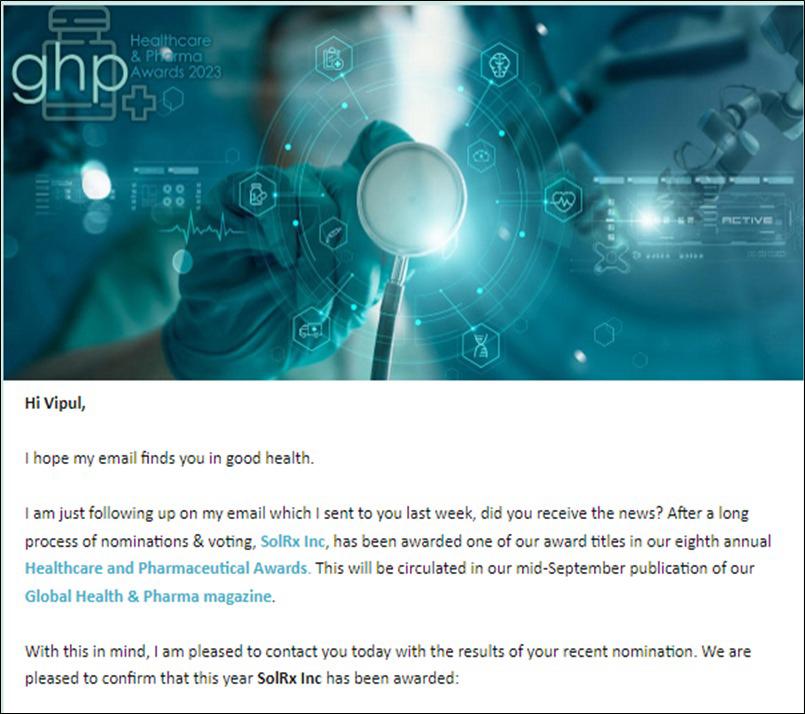 ghp
Healthcare
& Pharma
Awards 2023
ACTIVE
Hi Vipul,
I hope my email finds you in good health.
I am just following up on my email which I sent to you last week, did you receive the news? After a long
process of nominations & voting, SolRx Inc, has been awarded one of our award titles in our eighth annual
Healthcare and Pharmaceutical Awards. This will be circulated in our mid-September publication of our
Global Health & Pharma magazine.
With this in mind, I am pleased to contact you today with the results of your recent nomination. We are
pleased to confirm that this year SolRx Inc has been awarded: